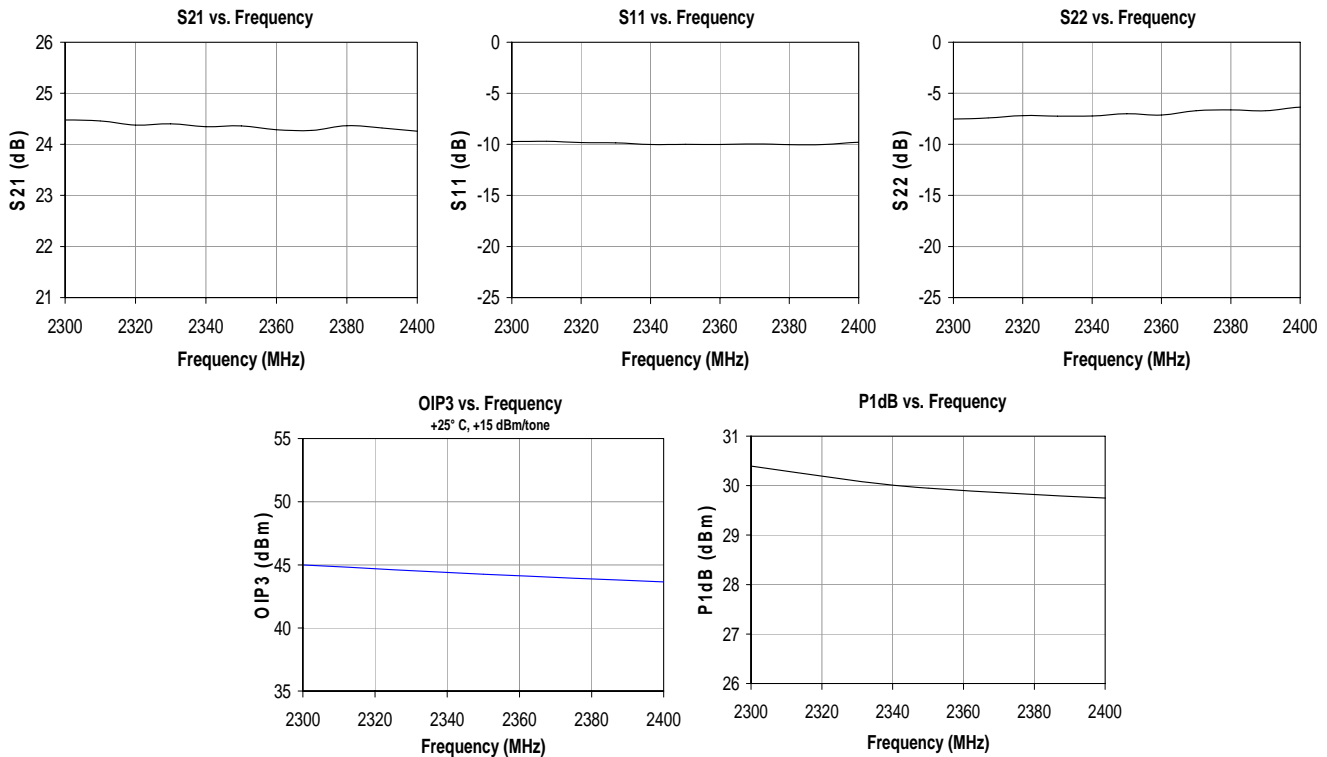 S21 vs. Frequency
26
25
24
23
22
21
S21 (dB)
2300 2320 2340 2360 2380 2400
Frequency (MHz)
S11 vs. Frequency
0
-5
-10
-15
-20
-25
S11 (dB)
2300 2320 2340 2360 2380 2400
Frequency (MHz)
S22 vs. Frequency
0
-5
-10
-15
-20
-25
S22 (dB)
2300 2320 2340 2360 2380 2400
Frequency (MHz)
OIP3 vs. Frequency
+25° C, +15 dBm/tone
55
50
45
40
35
OIP3 (dBm)
2300 2320 2340 2360 2380 2400
Frequency (MHz)
P1dB vs. Frequency
31
30
29
28
27
26
P1dB (dBm)
2300 2320 2340 2360 2380 2400
Frequency (MHz)